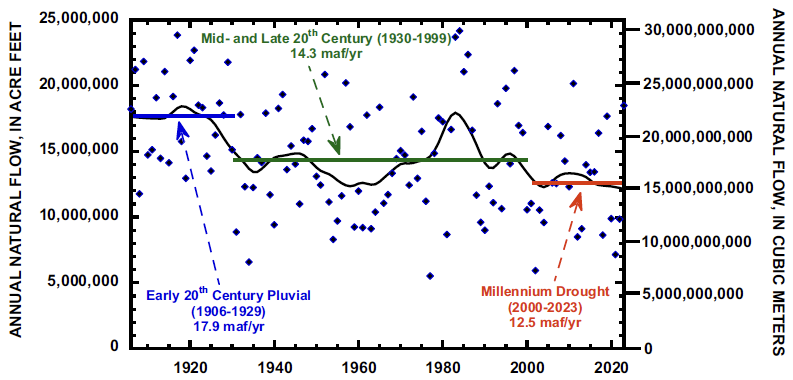 ANNUAL NATURAL FLOW, IN ACRE FEET
25,000,000
20,000,000
15,000,000
10,000,000
5,000,000
0
Mid- and Late 20th Century (1930-1999)
14.3 maf/yr
Early 20th Century Pluvial
(1906-1929)
17.9 maf/yr
Millennium Drought
(2000-2023)
12.5 maf/yr
1920
1940
1960
1980
2000
2020
30,000,000,000
25,000,000,000
20,000,000,000
15,000,000,000
10,000,000,000
5,000,000,000
0
ANNUAL NATURAL FLOW, IN CUBIC METERS